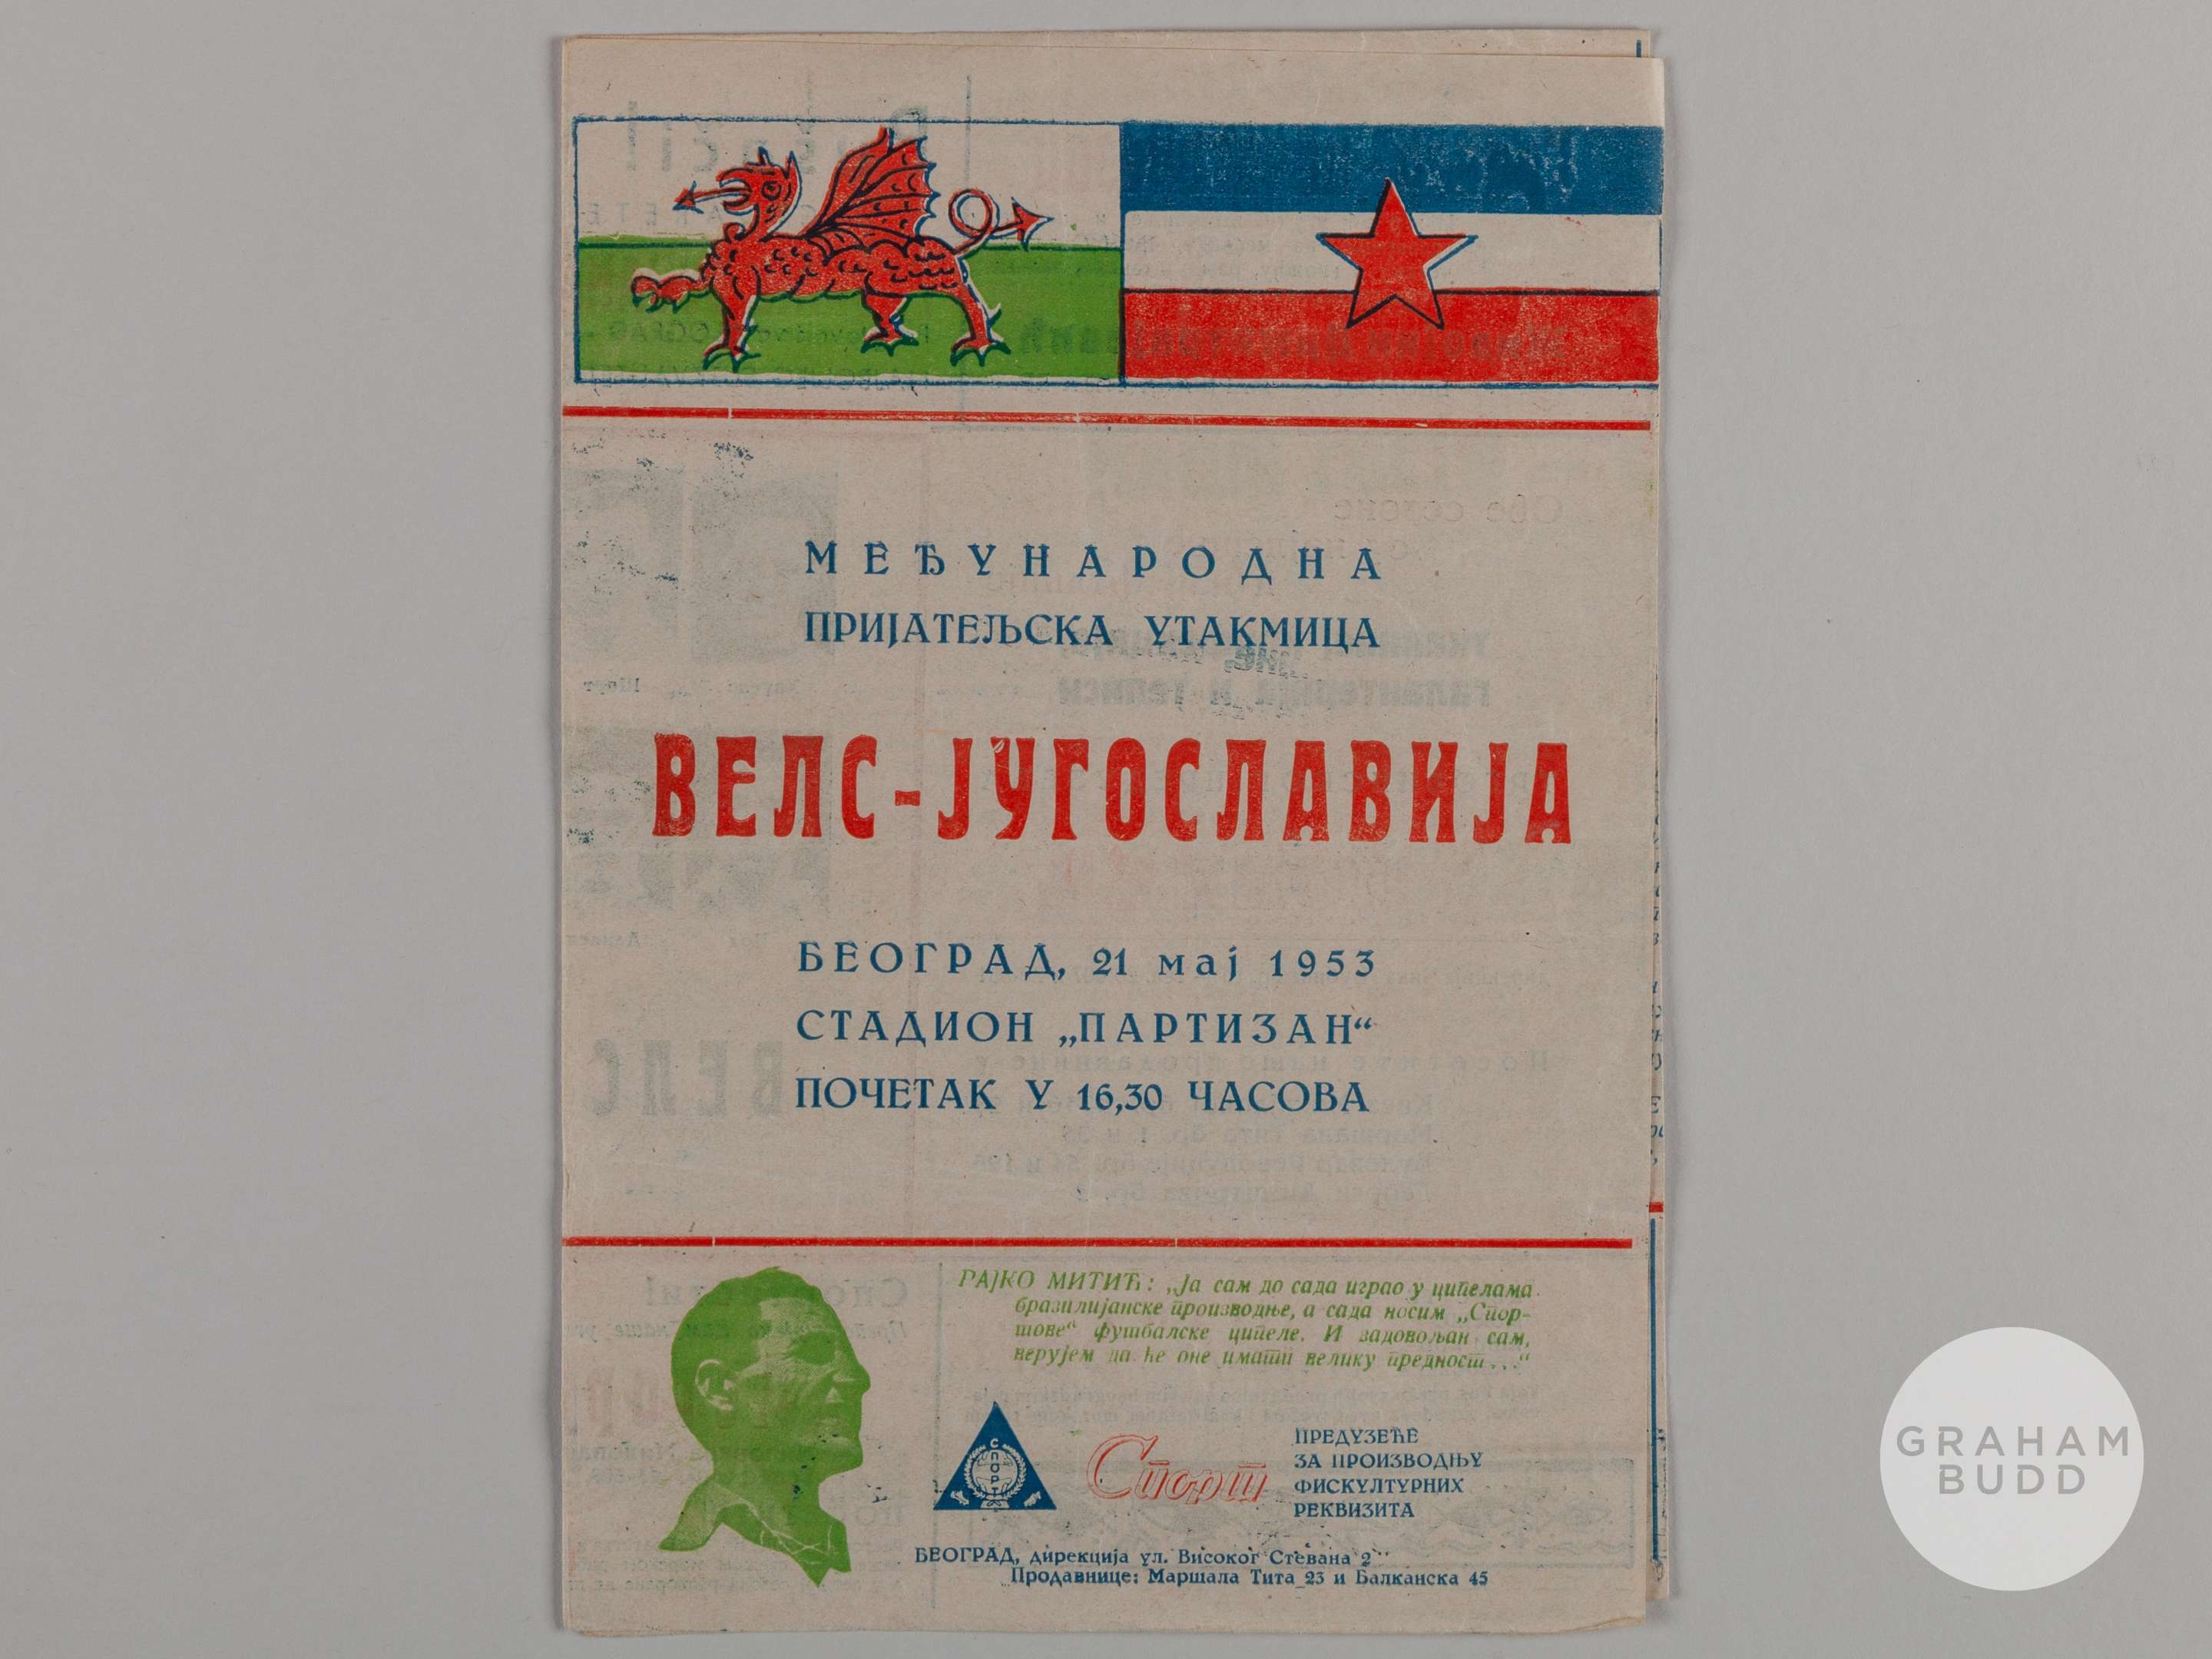 МЕЂУНАРОДНА
ПРИЈАТЕЉСКА УТАКМИЦА
ВЕЛС-ЈУГОСЛАВИЈА
БЕОГРАД, 21 мај 1953
СТАДИОН „ПАРТИЗАН“
ПОЧЕТАК У 16,30 ЧАСОВА
РАЈКО МИТИЋ: „Ја сам до сада играо у ципелама
бразилијанске производње, а сада носим „Спор-
тове“ фушбалске ципеле. И задовољан сам,
верујем да ће оне имати велику предност...“
СПОРТ
Спорт
ПРЕДУЗЕЋЕ
ЗА ПРОИЗВОДЊУ
ФИСКУЛТУРНИХ
РЕКВИЗИТА
БЕОГРАД, дирекција ул. Високог Стевана 2
Продавнице: Маршала Тита 23 и Балканска 45
GRAHAM
BUDD